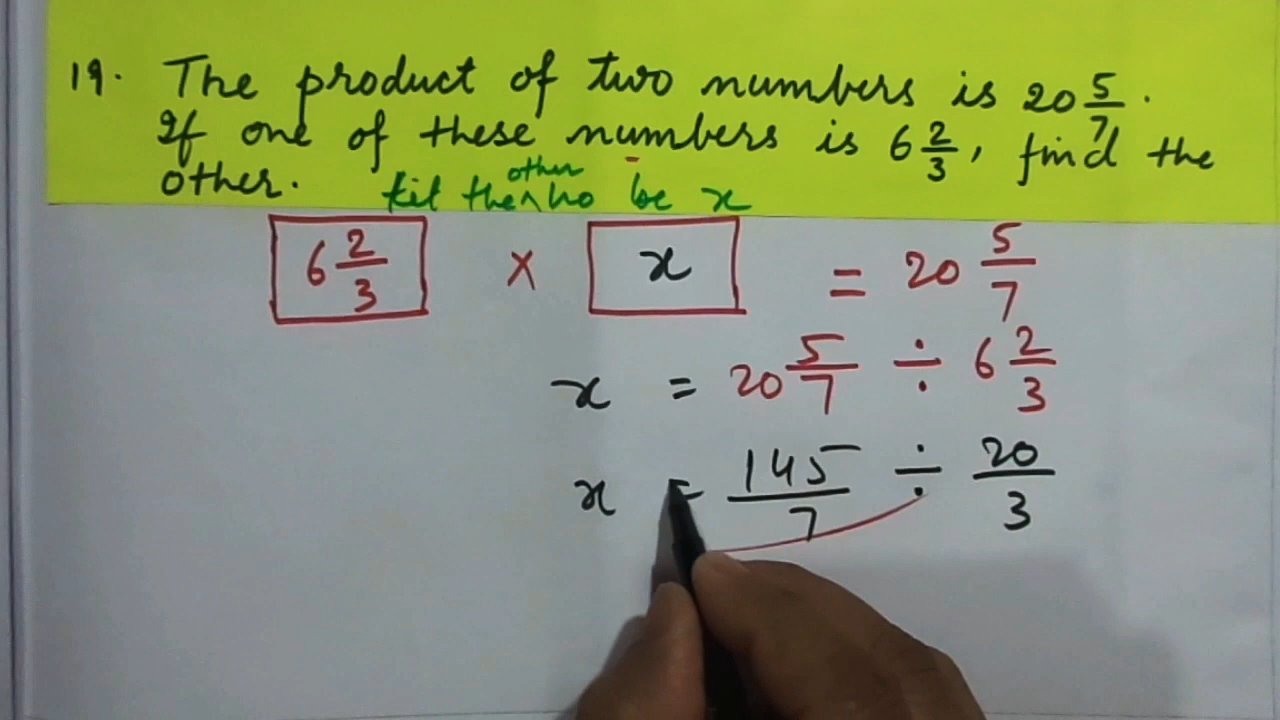 19. The product of two numbers is 20 5/7.
If one of these numbers is 6 2/3, find the
other.
Let the other no be x
6 2/3 × x = 20 5/7
x = 20 5/7 ÷ 6 2/3
x = 145/7 ÷ 20/3